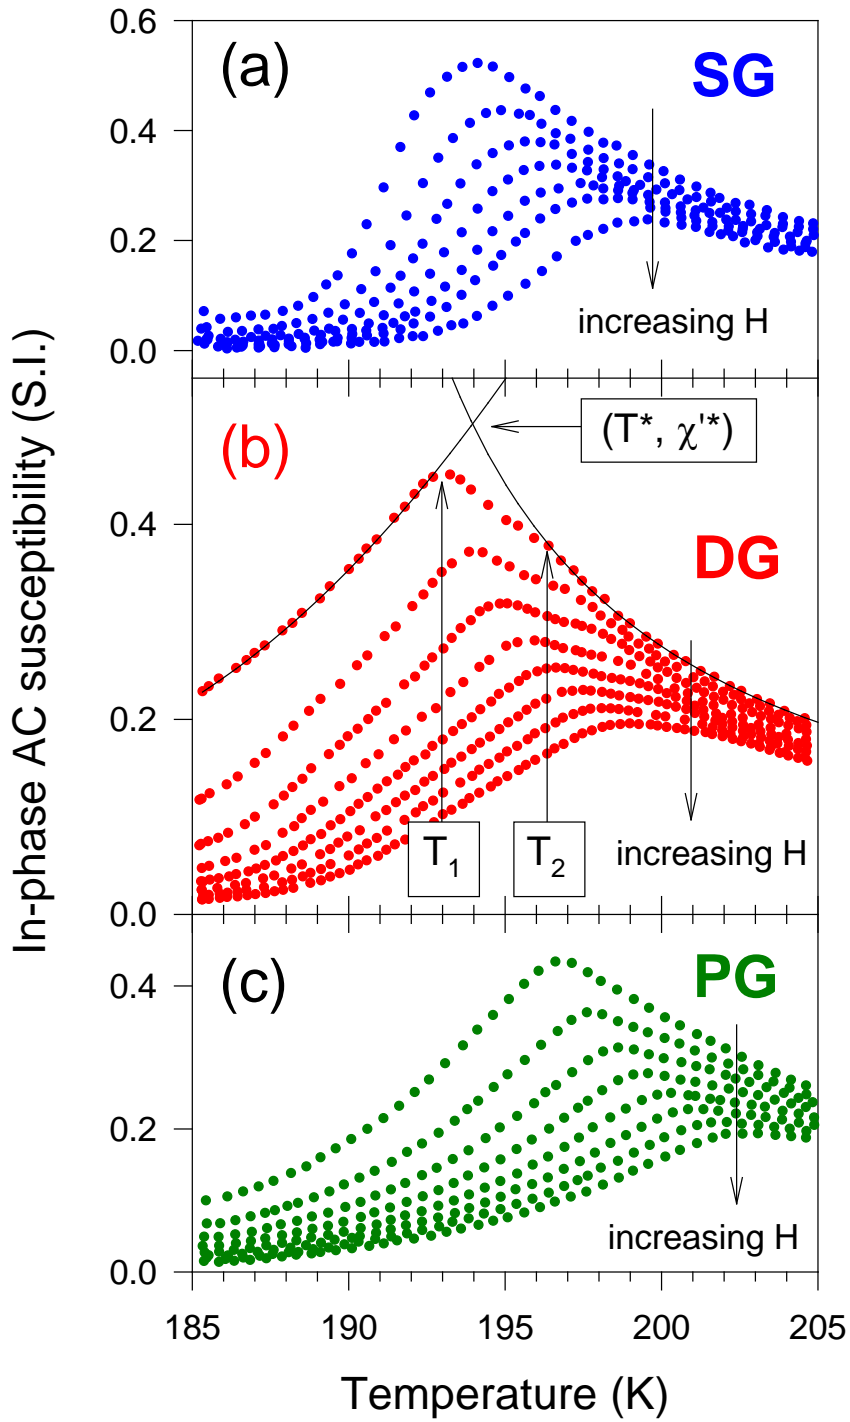 In-phase AC susceptibility (S.I.)
0.6
0.4
0.2
0.0
(a)
SG
increasing H
0.4
0.2
0.0
(b)
(T*, χ'*)
DG
T1
T2
increasing H
0.4
0.2
0.0
(c)
PG
increasing H
185 190 195 200 205
Temperature (K)